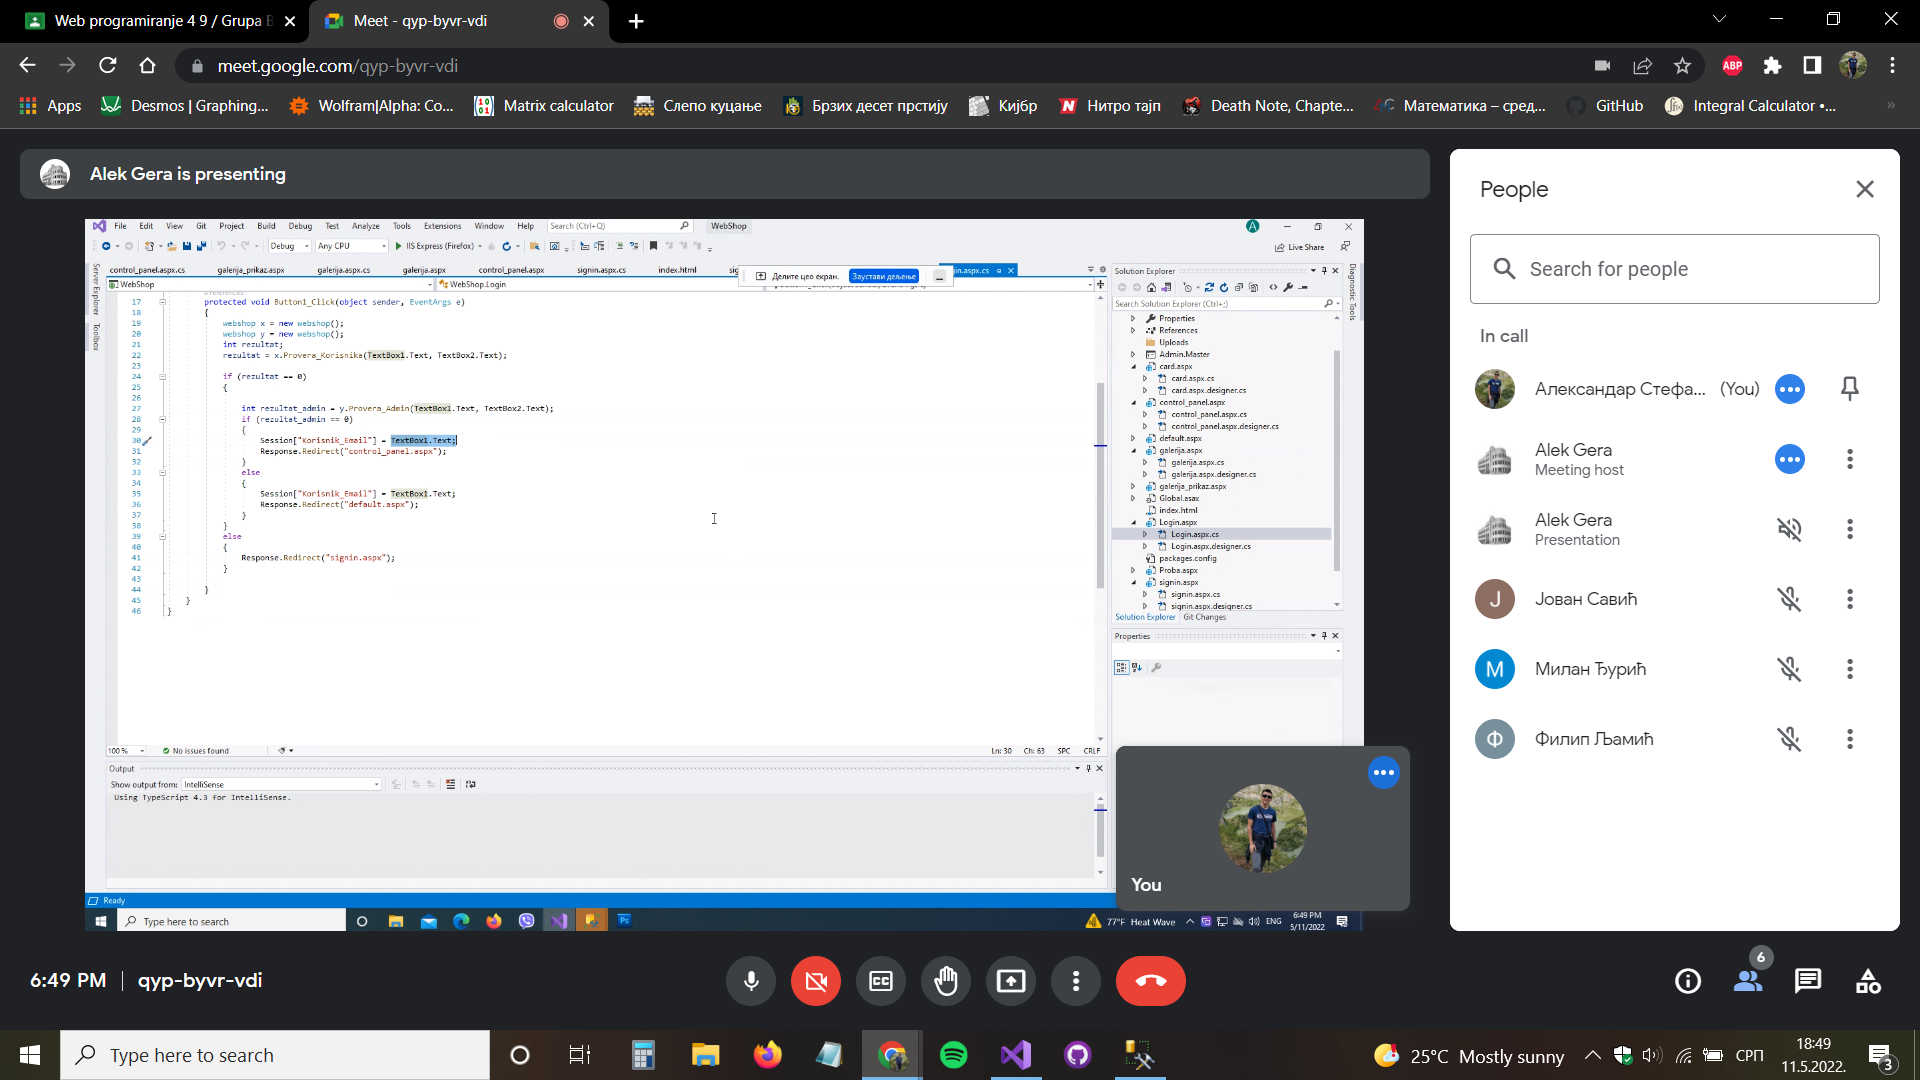 Web programiranje 4 9 / Grupa B
Meet - qyp-byvr-vdi
meet.google.com/qyp-byvr-vdi
ABP
Apps
Desmos | Graphing...
Wolfram|Alpha: Co...
Matrix calculator
Слепо куцање
Брзих десет прстију
Кијбр
Нитро тајп
Death Note, Chapte...
Математика – сред...
GitHub
Integral Calculator •...
Alek Gera is presenting
File Edit View Git Project Build Debug Test Analyze Tools Extensions Window Help Search (Ctrl+Q) WebShop
Debug Any CPU IIS Express (Firefox) Live Share
control_panel.aspx.cs galerija_prikaz.aspx galerija.aspx.cs galerija.aspx control_panel.aspx signin.aspx.cs index.html
Делите цео екран. Заустави дељење
WebShop WebShop.Login
Server Explorer
Toolbox
17 protected void Button1_Click(object sender, EventArgs e)
18 {
19 webshop x = new webshop();
20 webshop y = new webshop();
21 int rezultat;
22 rezultat = x.Provera_Korisnika(TextBox1.Text, TextBox2.Text);
23
24 if (rezultat == 0)
25 {
26
27 int rezultat_admin = y.Provera_Admin(TextBox1.Text, TextBox2.Text);
28 if (rezultat_admin == 0)
29 {
30 Session["Korisnik_Email"] = TextBox1.Text;
31 Response.Redirect("control_panel.aspx");
32 }
33 else
34 {
35 Session["Korisnik_Email"] = TextBox1.Text;
36 Response.Redirect("default.aspx");
37 }
38 }
39 else
40 {
41 Response.Redirect("signin.aspx");
42 }
43
44 }
45 }
46 }
100 % No issues found Ln: 30 Ch: 63 SPC CRLF
Output
Show output from: IntelliSense
Using TypeScript 4.3 for IntelliSense.
Ready
Solution Explorer
Search Solution Explorer (Ctrl+;)
Properties
References
Uploads
Admin.Master
card.aspx
card.aspx.cs
card.aspx.designer.cs
control_panel.aspx
control_panel.aspx.cs
control_panel.aspx.designer.cs
default.aspx
galerija.aspx
galerija.aspx.cs
galerija.aspx.designer.cs
galerija_prikaz.aspx
Global.asax
index.html
Login.aspx
Login.aspx.cs
Login.aspx.designer.cs
packages.config
Proba.aspx
signin.aspx
signin.aspx.cs
signin.aspx.designer.cs
Solution Explorer Git Changes
Properties
Diagnostic Tools
Type here to search
77°F Heat Wave ENG 6:49 PM
5/11/2022
You
People
Search for people
In call
Александар Стефа... (You)
Alek Gera
Meeting host
Alek Gera
Presentation
J Јован Савић
М Милан Ђурић
Ф Филип Љамић
6:49 PM qyp-byvr-vdi
6
Type here to search
25°C Mostly sunny
СРП
18:49
11.5.2022.
3